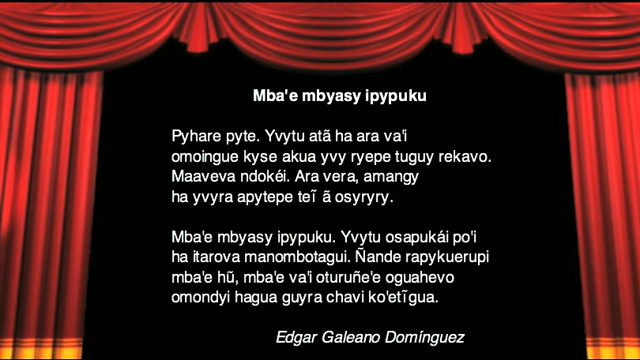 Mba'e mbyasy ipypuku
Pyhare pyte. Yvytu atã ha ara va'i
omoingue kyse akua yvy ryepe tuguy rekavo.
Maaveva ndokéi. Ara vera, amangy
ha yvyra apytepe teĩ ã osyryry.
Mba'e mbyasy ipypuku. Yvytu osapukái po'i
ha itarova manombotagui. Ñande rapykuerupi
mba'e hũ, mba'e va'i oturuñe'e oguahevo
omondyi hagua guyra chavi ko'etĩgua.
Edgar Galeano Domínguez